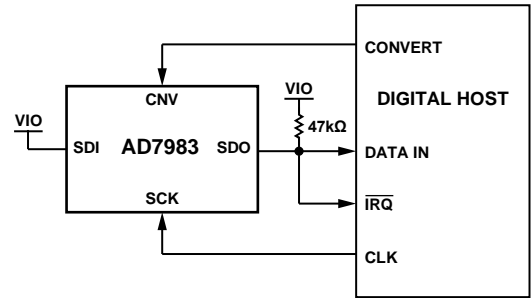 CONVERT
VIO
CNV
VIO
DIGITAL HOST
47kΩ
SDI
AD7983
SDO
DATA IN
SCK
IRQ
CLK